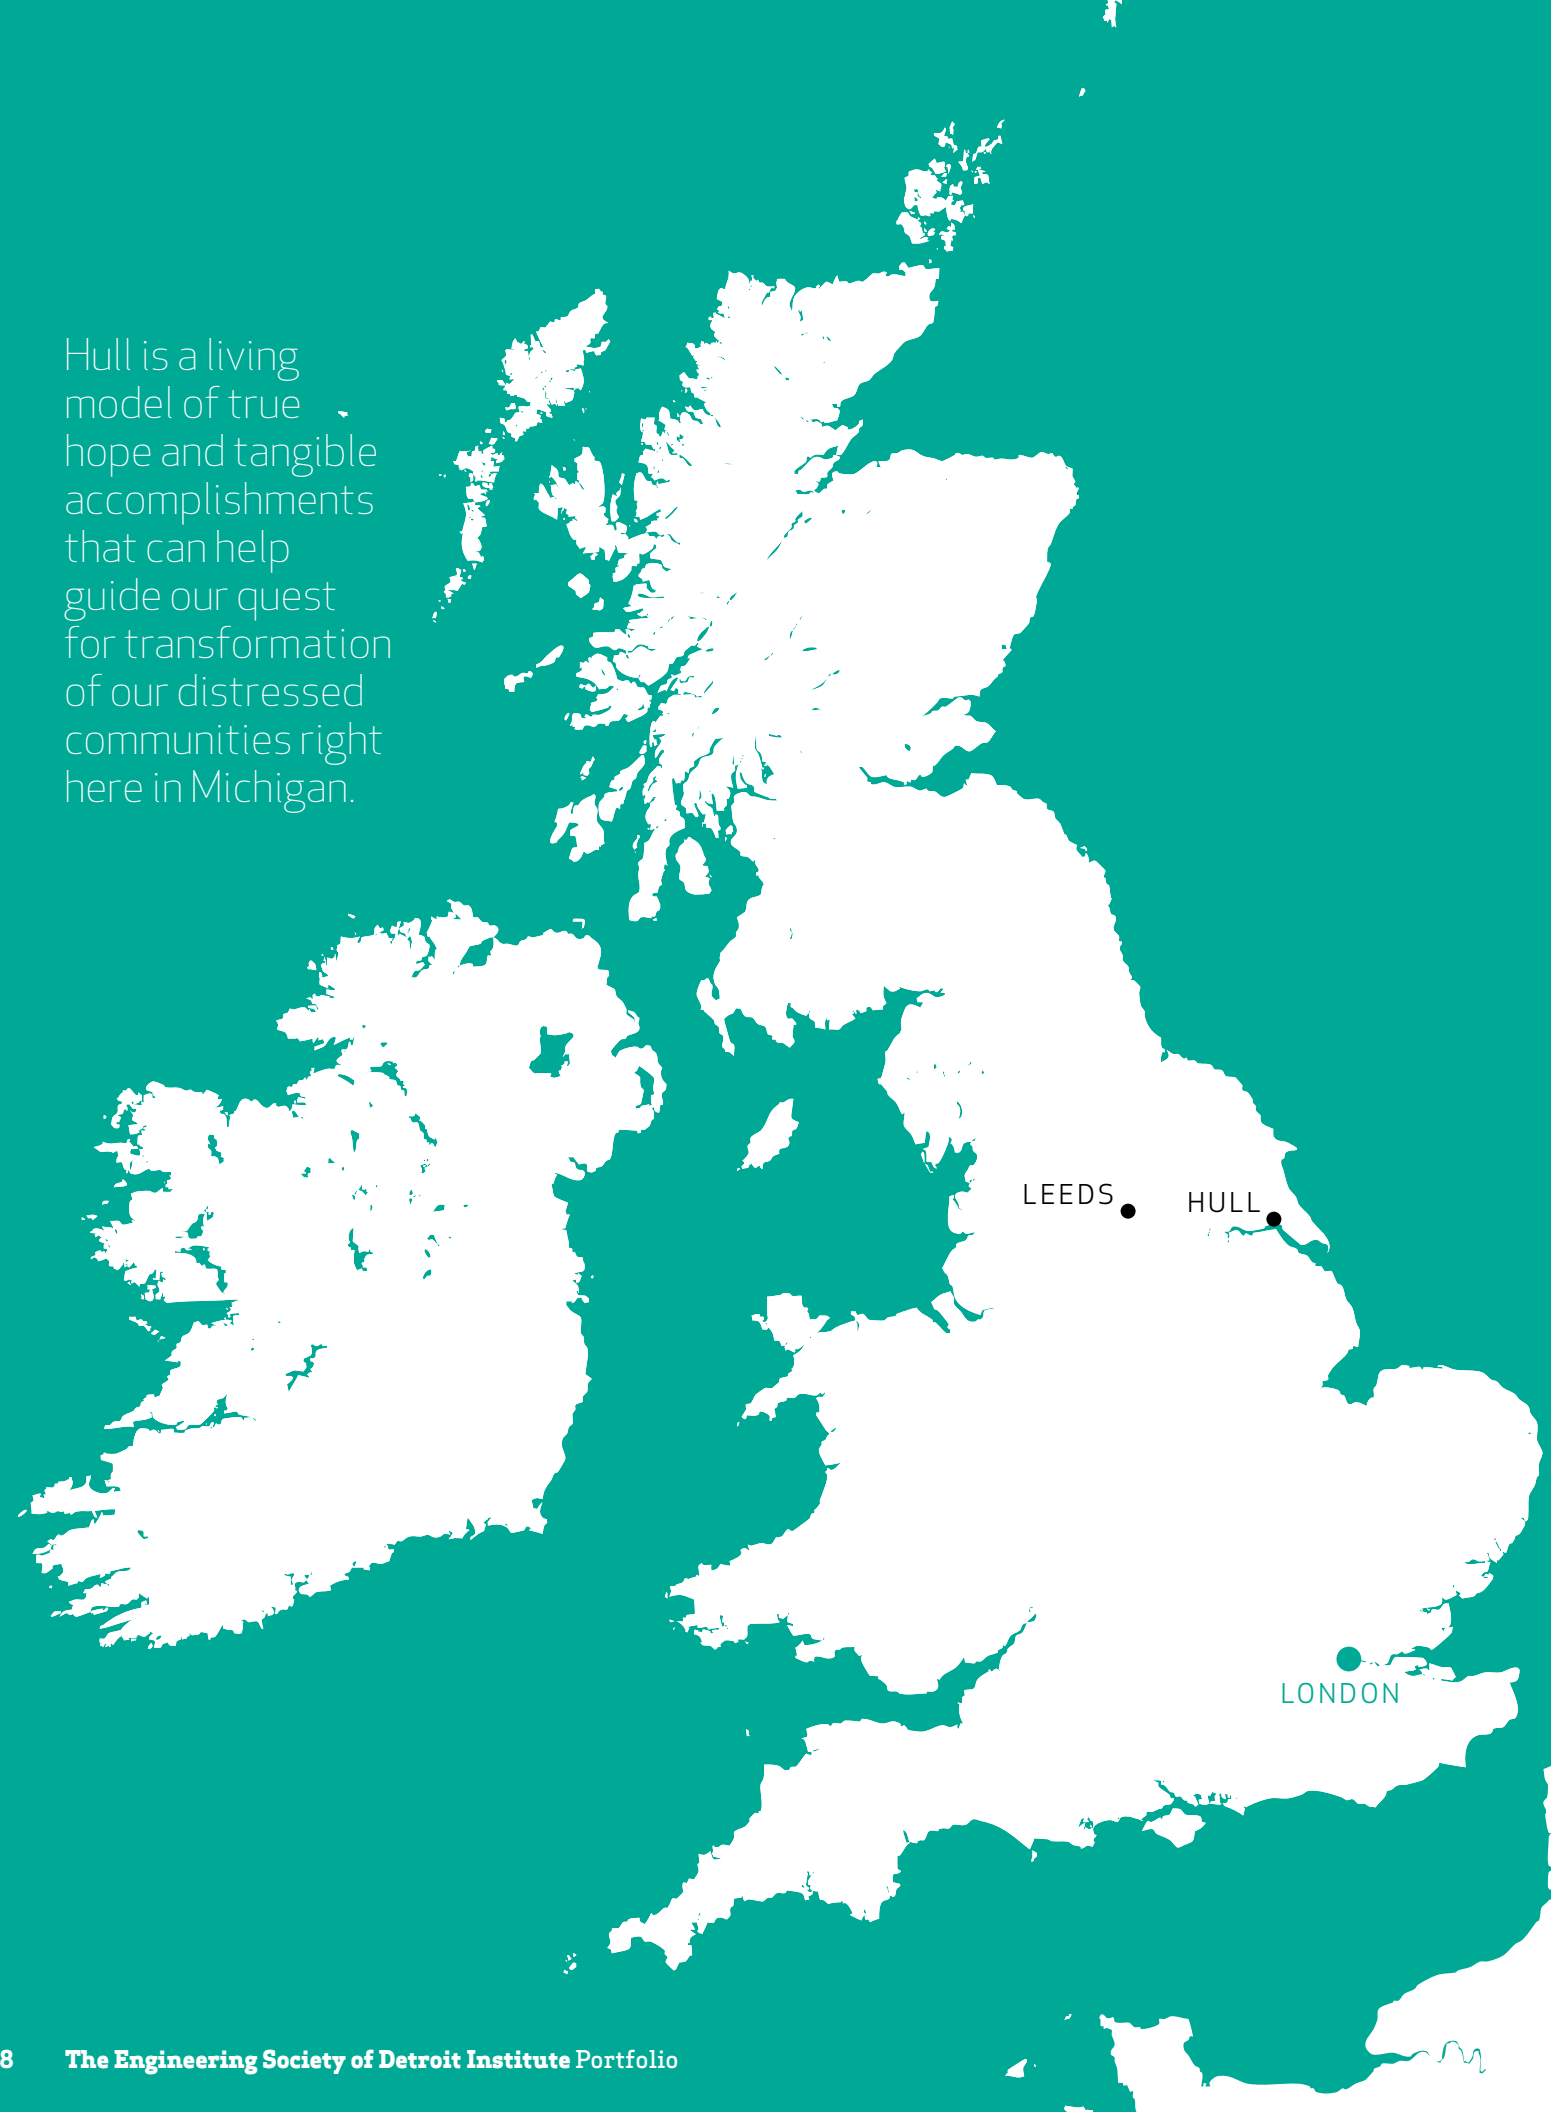 Hull is a living
model of true
hope and tangible
accomplishments
that can help
guide our quest
for transformation
of our distressed
communities right
here in Michigan.
LEEDS
HULL
LONDON
8 The Engineering Society of Detroit Institute Portfolio